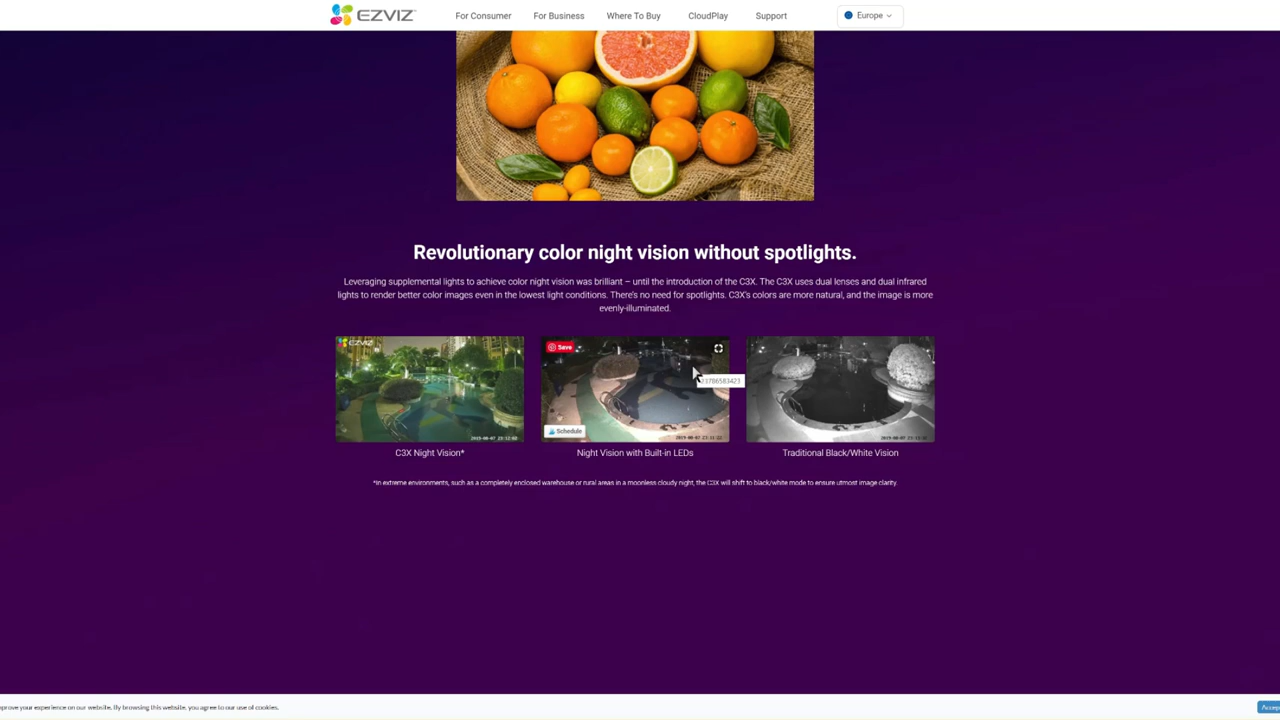 EZVIZ
For Consumer
For Business
Where To Buy
CloudPlay
Support
Europe
Revolutionary color night vision without spotlights.
Leveraging supplemental lights to achieve color night vision was brilliant – until the introduction of the C3X. The C3X uses dual lenses and dual infrared
lights to render better color images even in the lowest light conditions. There's no need for spotlights. C3X's colors are more natural, and the image is more
evenly-illuminated.
EZVIZ
Save
Schedule
C3X Night Vision*
Night Vision with Built-in LEDs
Traditional Black/White Vision
*In extreme environments, such as a completely enclosed warehouse or rural areas in a moonless cloudy night, the C3X will shift to black/white mode to ensure utmost image clarity.
prove your experience on our website. By browsing this website, you agree to our use of cookies.
Accep